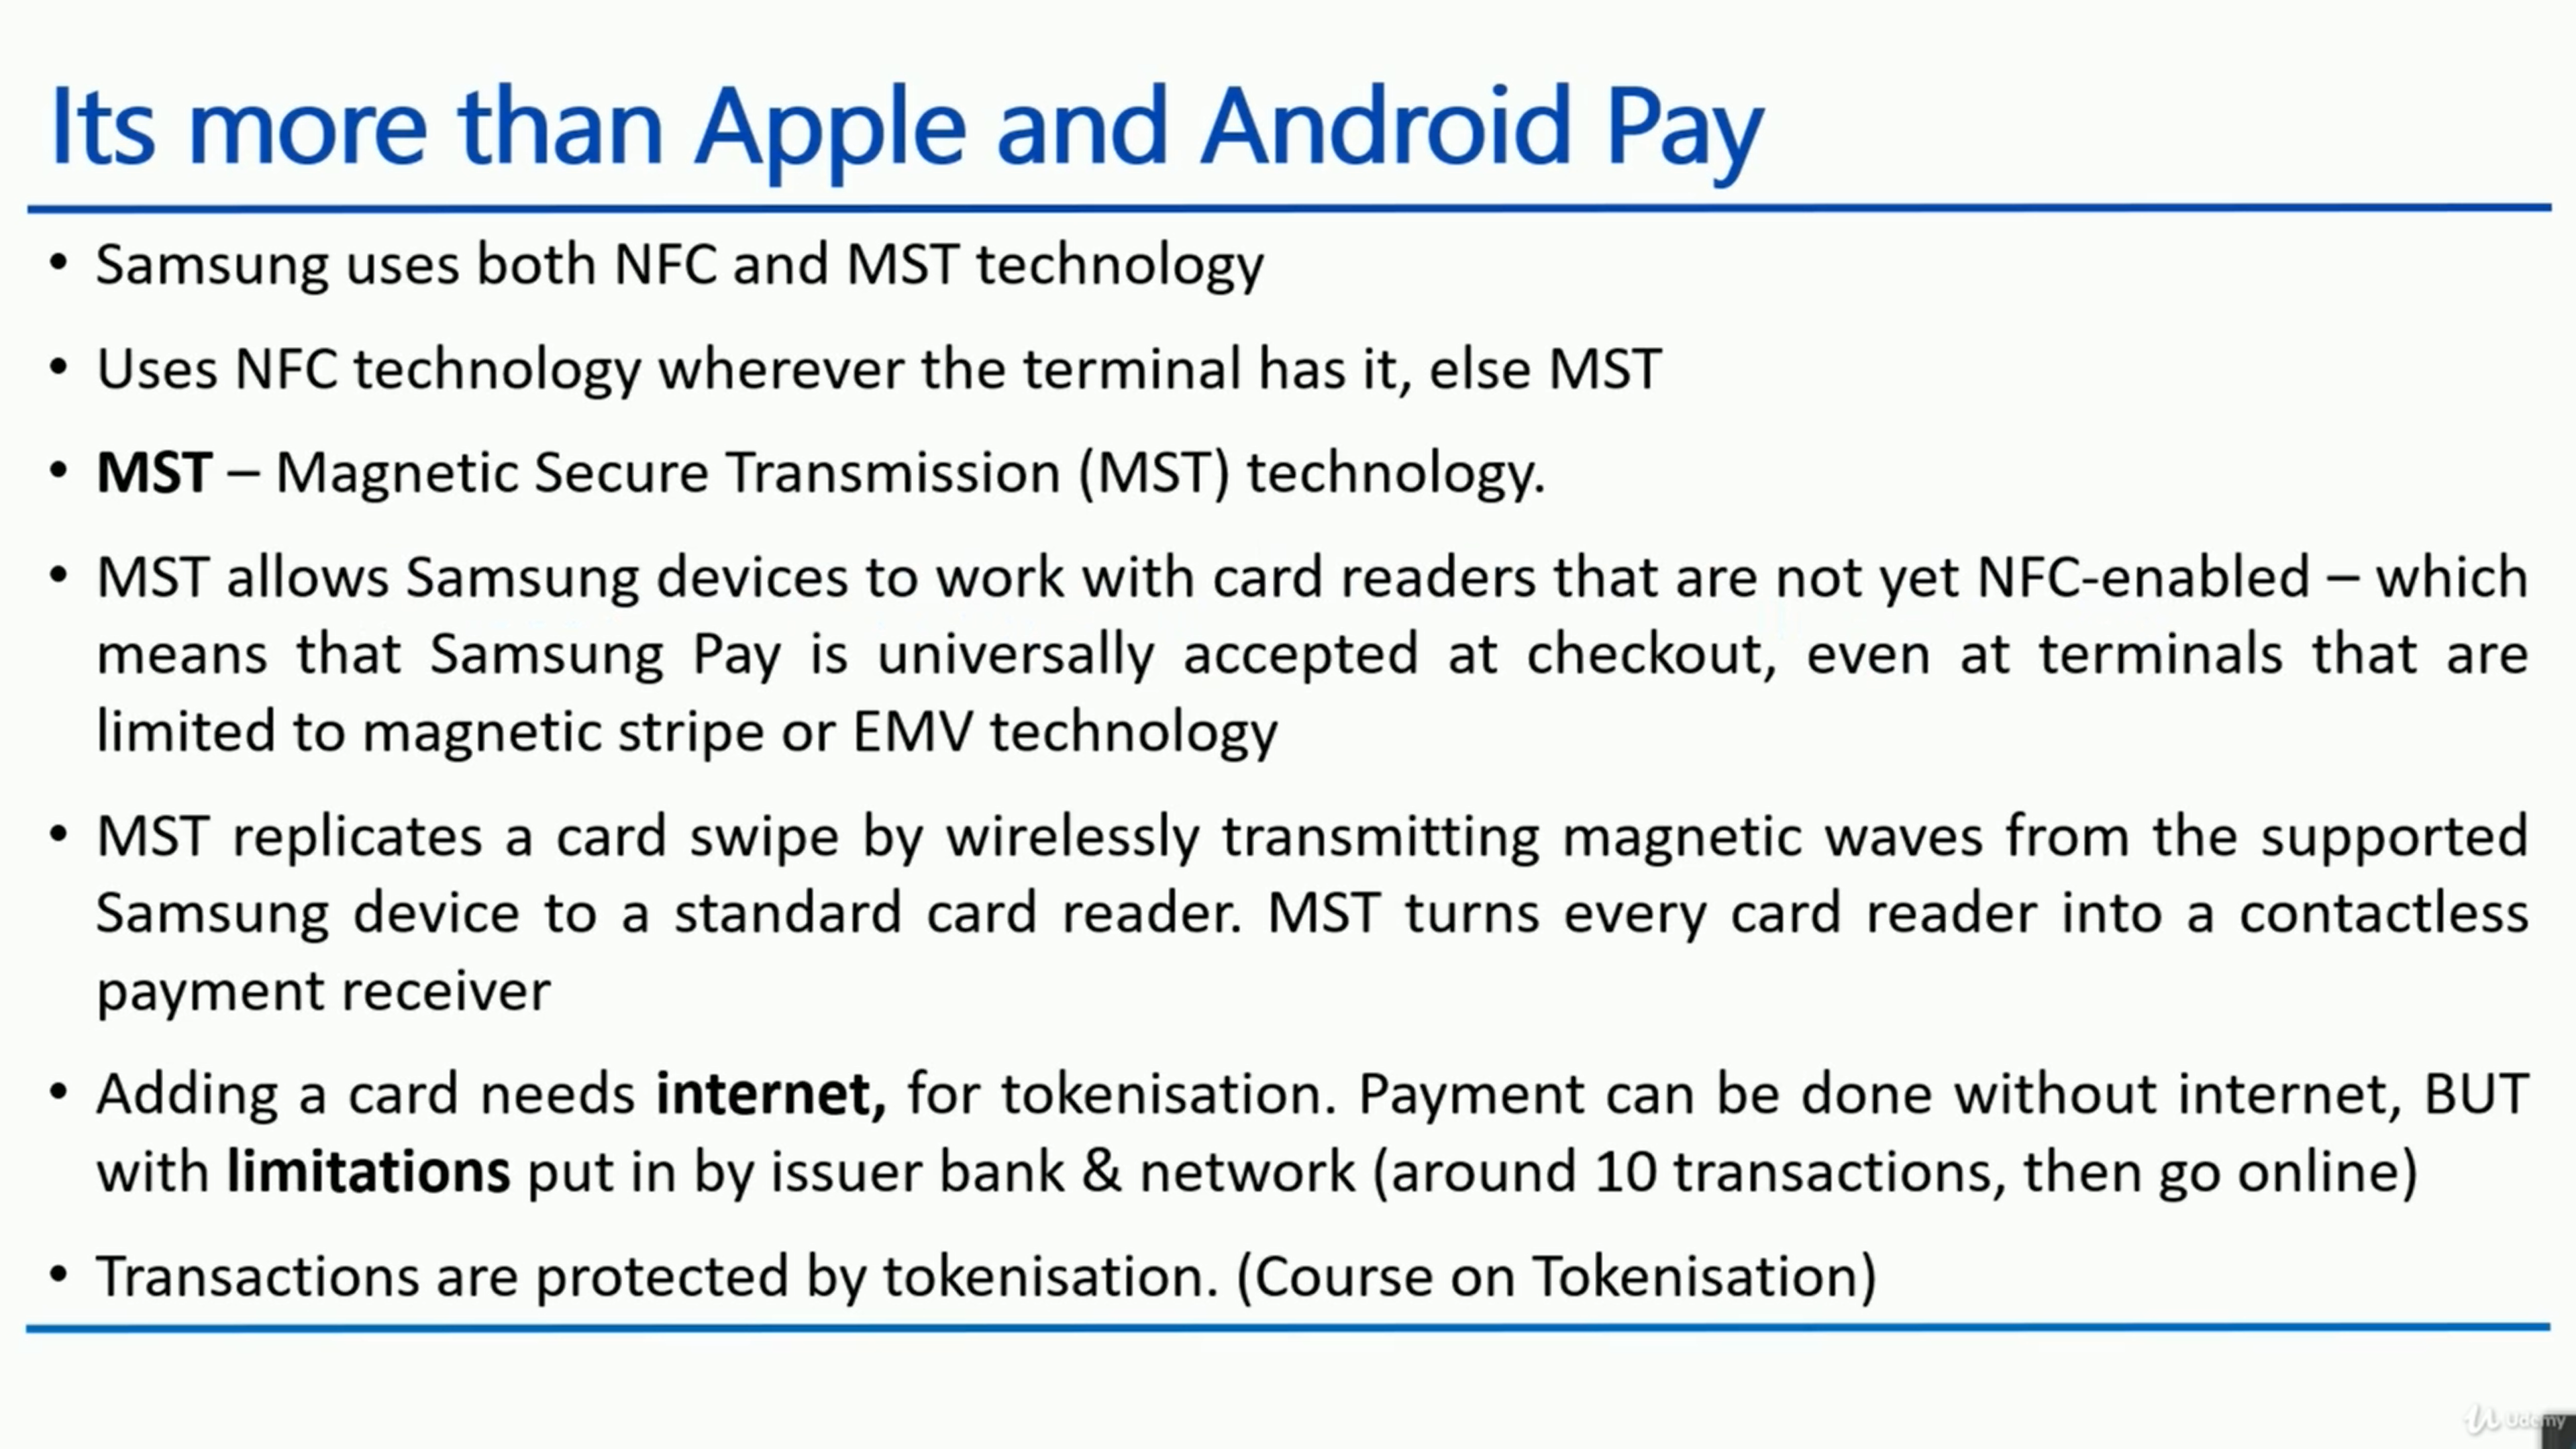 Its more than Apple and Android Pay
• Samsung uses both NFC and MST technology
• Uses NFC technology wherever the terminal has it, else MST
• MST – Magnetic Secure Transmission (MST) technology.
• MST allows Samsung devices to work with card readers that are not yet NFC-enabled – which
means that Samsung Pay is universally accepted at checkout, even at terminals that are
limited to magnetic stripe or EMV technology
• MST replicates a card swipe by wirelessly transmitting magnetic waves from the supported
Samsung device to a standard card reader. MST turns every card reader into a contactless
payment receiver
• Adding a card needs internet, for tokenisation. Payment can be done without internet, BUT
with limitations put in by issuer bank & network (around 10 transactions, then go online)
• Transactions are protected by tokenisation. (Course on Tokenisation)
Udemy